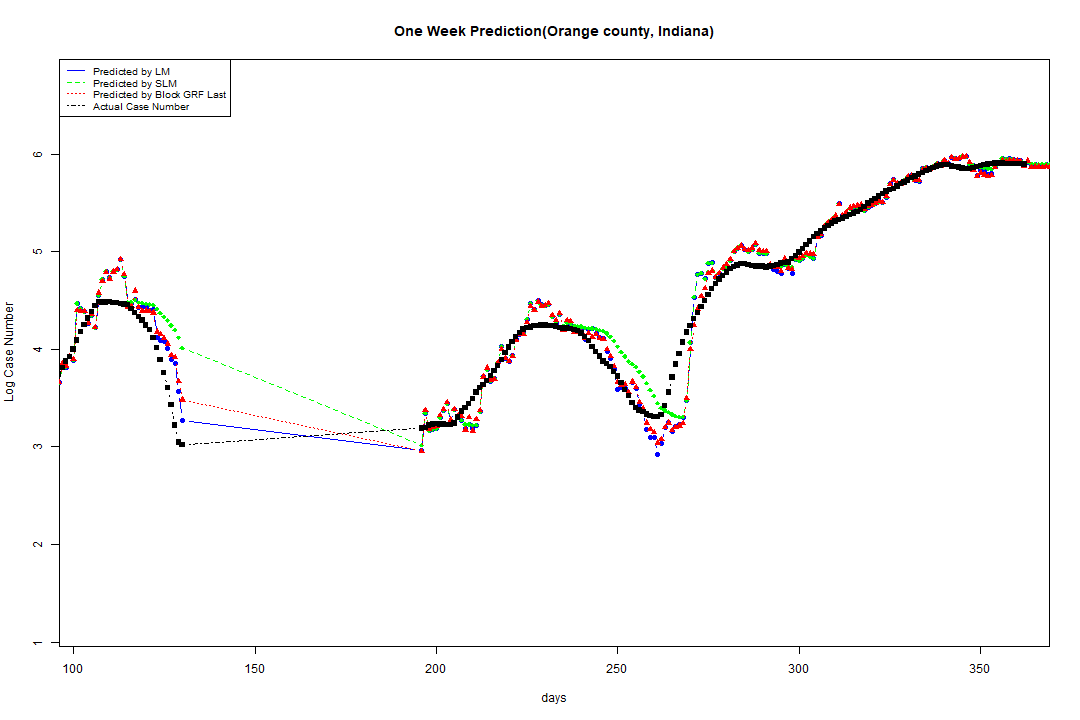 One Week Prediction(Orange county, Indiana)
Predicted by LM
Predicted by SLM
Predicted by Block GRF Last
Actual Case Number
6
5
4
3
2
1
Log Case Number
100 150 200 250 300 350
days